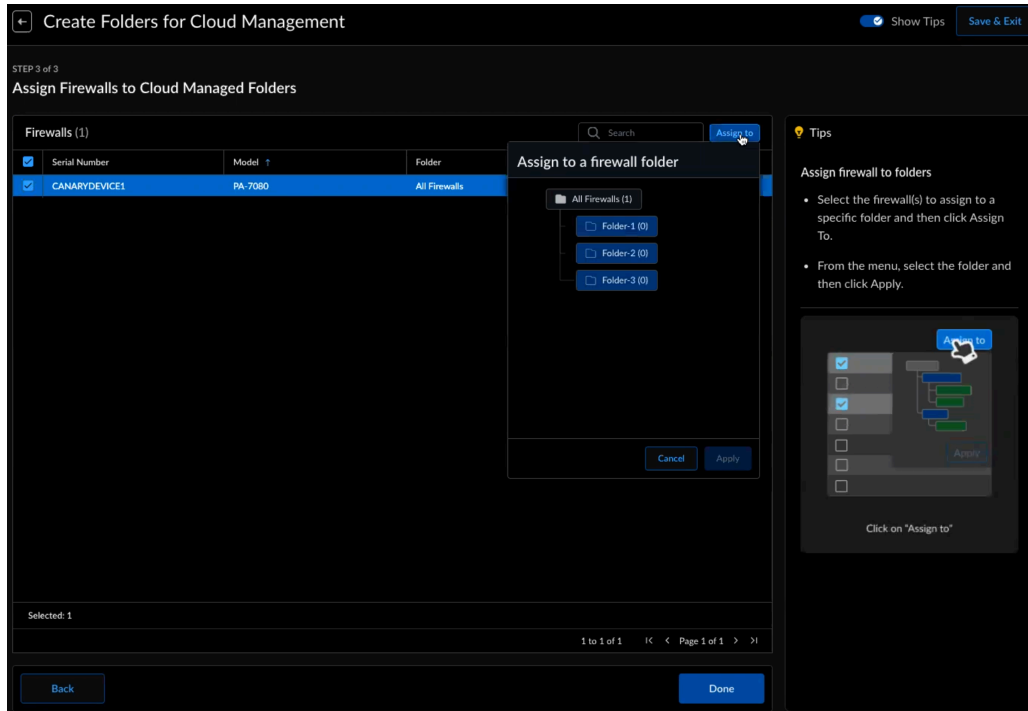 Create Folders for Cloud Management
Show Tips
Save & Exit
STEP 3 of 3
Assign Firewalls to Cloud Managed Folders
Firewalls (1)
Search
Assign to
Serial Number
Model ↑
Folder
CANARYDEVICE1
PA-7080
All Firewalls
Assign to a firewall folder
All Firewalls (1)
Folder-1 (0)
Folder-2 (0)
Folder-3 (0)
Cancel
Apply
Selected: 1
1 to 1 of 1
Page 1 of 1
Back
Done
Tips
Assign firewall to folders
• Select the firewall(s) to assign to a
specific folder and then click Assign
To.
• From the menu, select the folder and
then click Apply.
Assign to
Apply
Click on "Assign to"